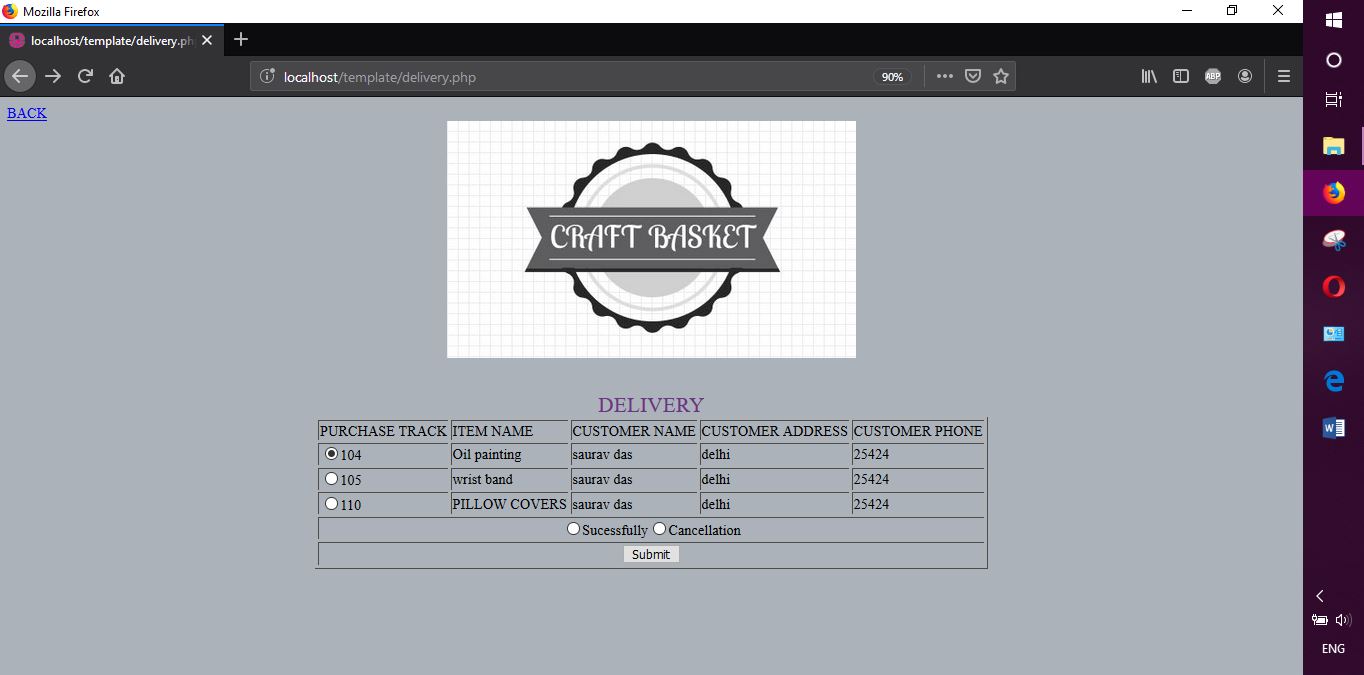 Mozilla Firefox
localhost/template/delivery.ph
localhost/template/delivery.php 90% ABP
BACK
CRAFT BASKET
DELIVERY
PURCHASE TRACK ITEM NAME CUSTOMER NAME CUSTOMER ADDRESS CUSTOMER PHONE
104 Oil painting saurav das delhi 25424
105 wrist band saurav das delhi 25424
110 PILLOW COVERS saurav das delhi 25424
Sucessfully Cancellation
Submit
ENG